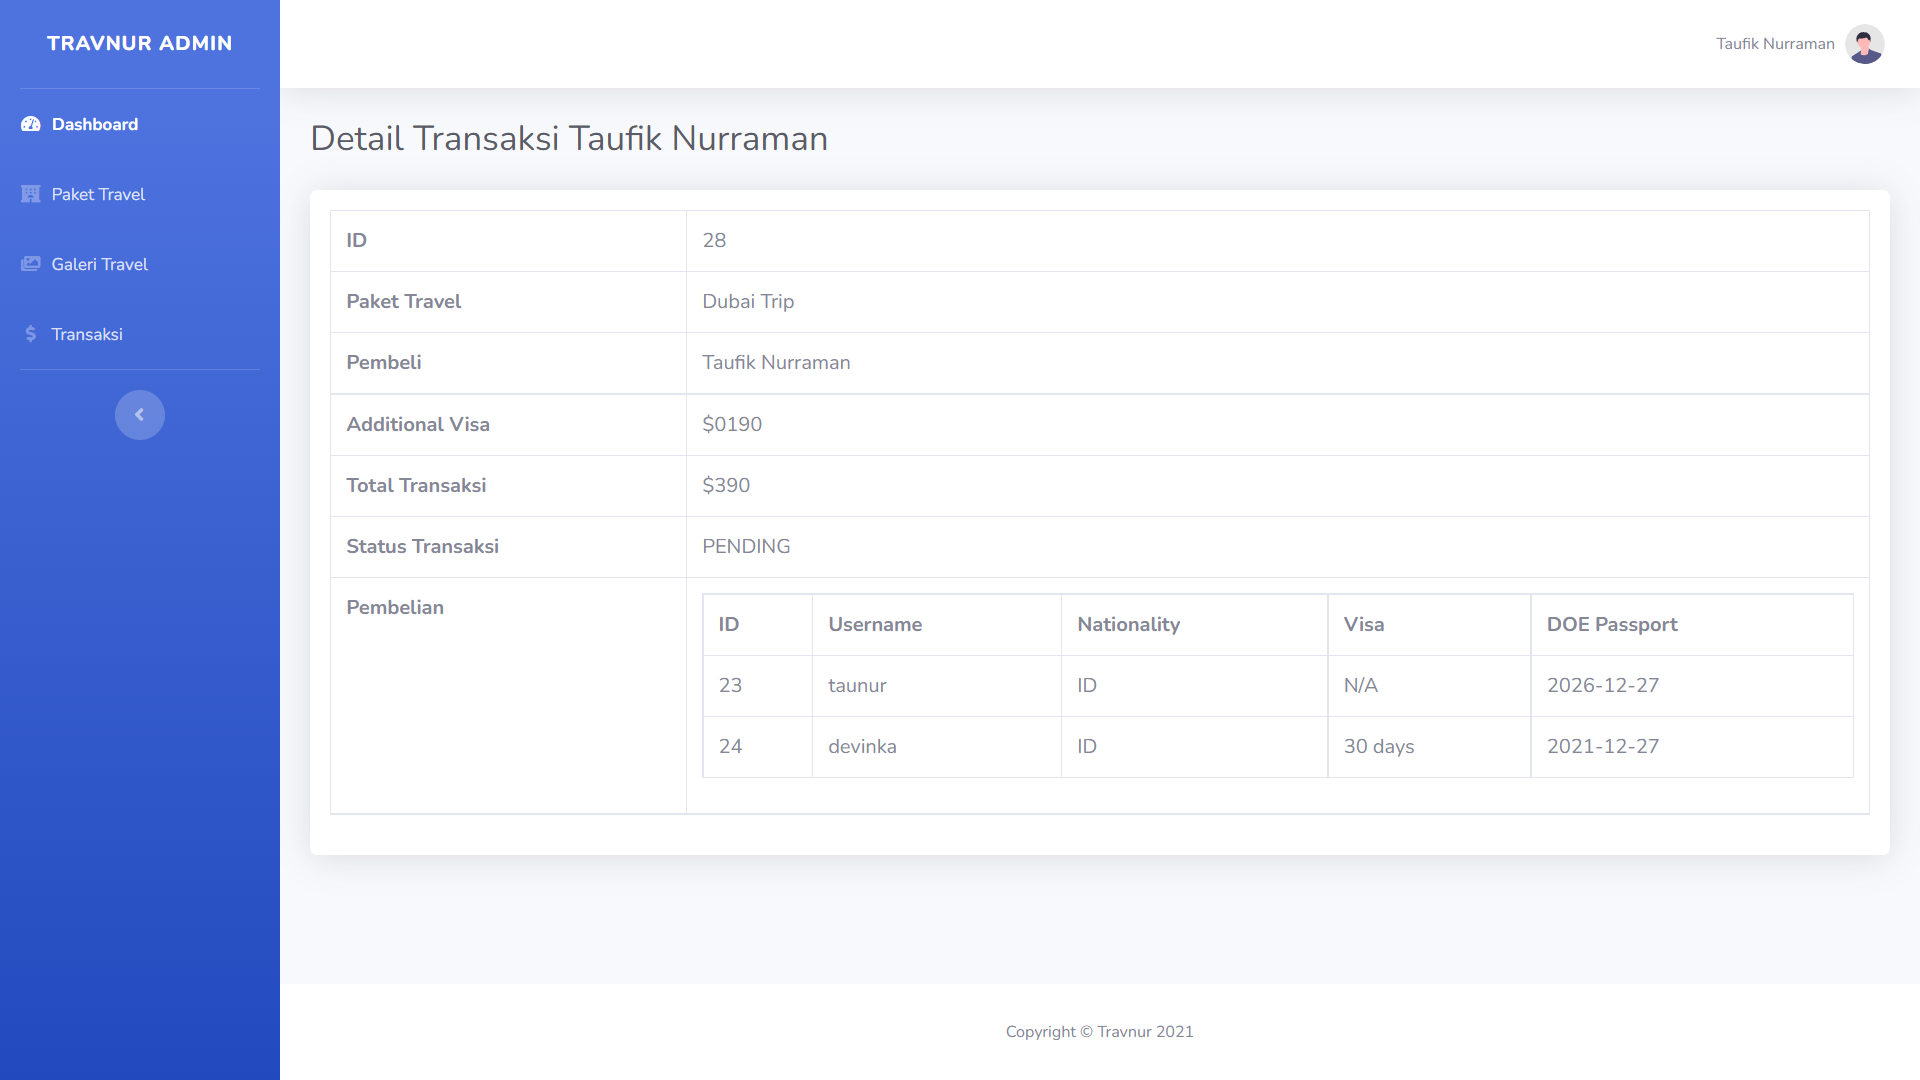 TRAVNUR ADMIN
Taufik Nurraman
Dashboard
Paket Travel
Galeri Travel
Transaksi
Detail Transaksi Taufik Nurraman
ID 28
Paket Travel Dubai Trip
Pembeli Taufik Nurraman
Additional Visa $0190
Total Transaksi $390
Status Transaksi PENDING
Pembelian
ID Username Nationality Visa DOE Passport
23 taunur ID N/A 2026-12-27
24 devinka ID 30 days 2021-12-27
Copyright © Travnur 2021